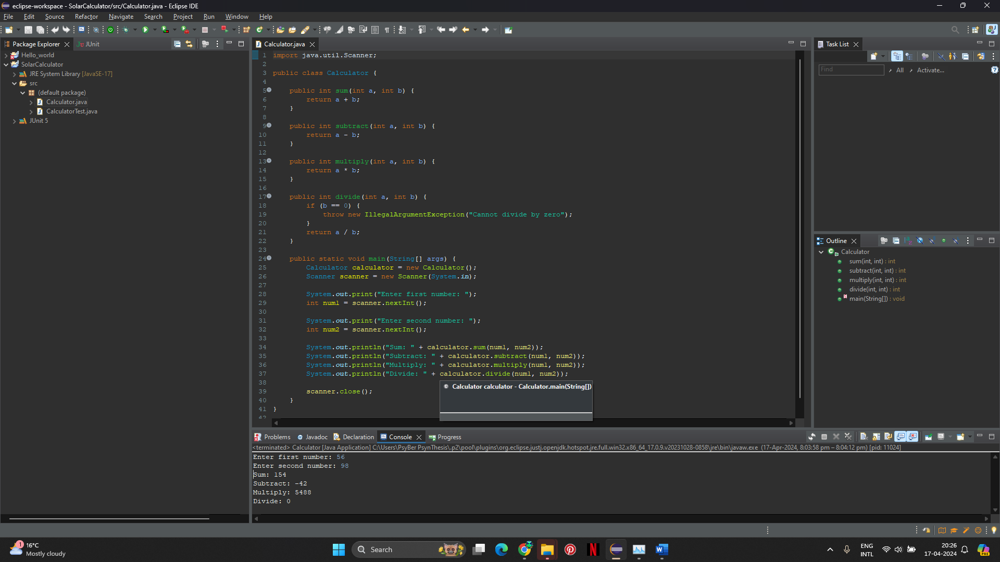 eclipse-workspace - SolarCalculator/src/Calculator.java - Eclipse IDE
File Edit Source Refactor Navigate Search Project Run Window Help
Package Explorer JUnit
Hello_world
SolarCalculator
JRE System Library [JavaSE-17]
src
(default package)
Calculator.java
CalculatorTest.java
JUnit 5
Calculator.java
1 import java.util.Scanner;
2
3 public class Calculator {
4
5 public int sum(int a, int b) {
6 return a + b;
7 }
8
9 public int subtract(int a, int b) {
10 return a - b;
11 }
12
13 public int multiply(int a, int b) {
14 return a * b;
15 }
16
17 public int divide(int a, int b) {
18 if (b == 0) {
19 throw new IllegalArgumentException("Cannot divide by zero");
20 }
21 return a / b;
22 }
23
24 public static void main(String[] args) {
25 Calculator calculator = new Calculator();
26 Scanner scanner = new Scanner(System.in);
27
28 System.out.print("Enter first number: ");
29 int num1 = scanner.nextInt();
30
31 System.out.print("Enter second number: ");
32 int num2 = scanner.nextInt();
33
34 System.out.println("Sum: " + calculator.sum(num1, num2));
35 System.out.println("Subtract: " + calculator.subtract(num1, num2));
36 System.out.println("Multiply: " + calculator.multiply(num1, num2));
37 System.out.println("Divide: " + calculator.divide(num1, num2));
38
39 scanner.close();
40 }
41 }
42
Calculator calculator - Calculator.main(String[])
Task List
Find All Activate...
Outline
Calculator
sum(int, int) : int
subtract(int, int) : int
multiply(int, int) : int
divide(int, int) : int
main(String[]) : void
Problems Javadoc Declaration Console Progress
<terminated> Calculator [Java Application] C:\Users\PsyBer PsynThesis\.p2\pool\plugins\org.eclipse.justj.openjdk.hotspot.jre.full.win32.x86_64_17.0.9.v20231028-0858\jre\bin\javaw.exe (17-Apr-2024, 8:03:58 pm – 8:04:12 pm) [pid: 11024]
Enter first number: 56
Enter second number: 98
Sum: 154
Subtract: -42
Multiply: 5488
Divide: 0
1
16°C
Mostly cloudy
Search
ENG
INTL
20:26
17-04-2024
PRE